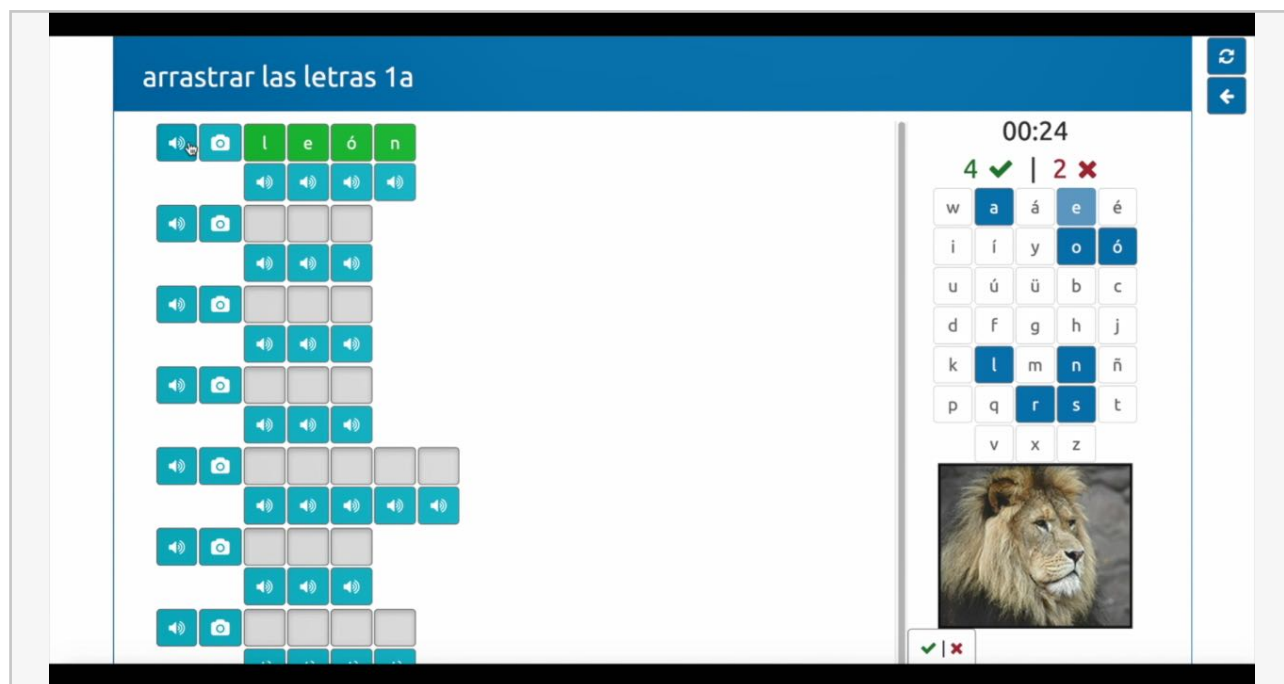 arrastrar las letras 1a
l e ó n
00:24
4 ✔ | 2 ✖
w a á e é
i í y o ó
u ú ü b c
d f g h j
k l m n ñ
p q r s t
v x z
✔ | ✖